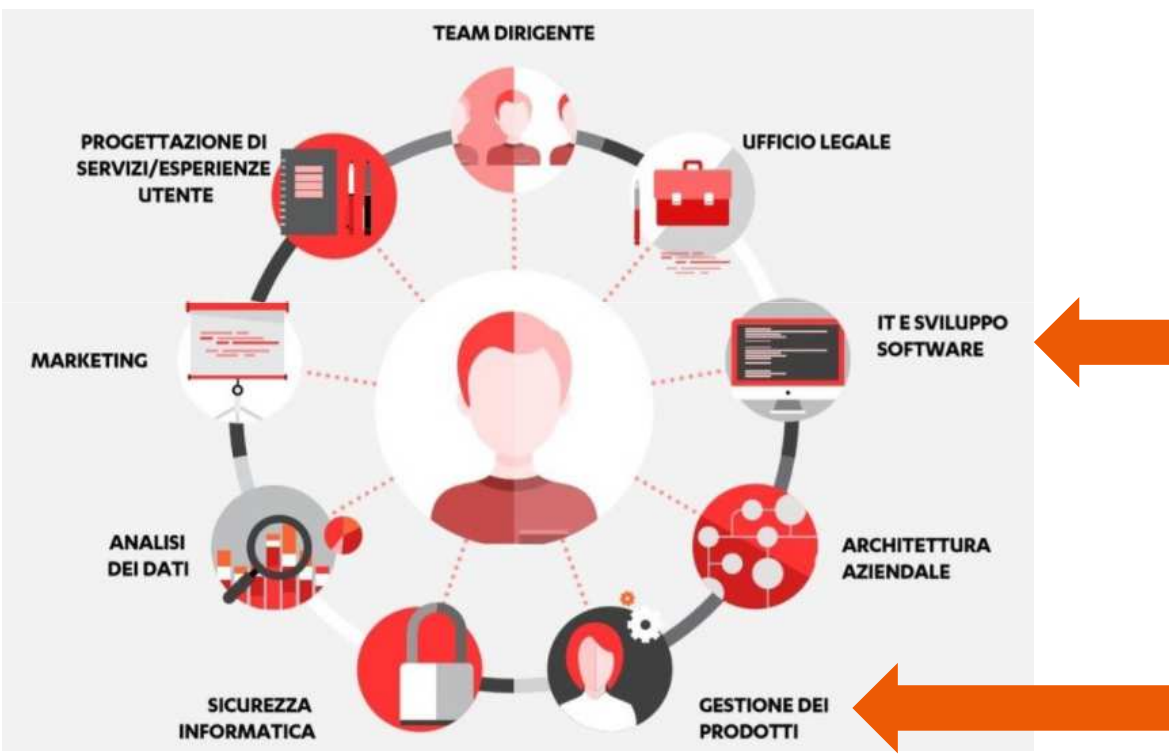 TEAM DIRIGENTE
PROGETTAZIONE DI
SERVIZI/ESPERIENZE
UTENTE
UFFICIO LEGALE
MARKETING
IT E SVILUPPO
SOFTWARE
ANALISI
DEI DATI
ARCHITETTURA
AZIENDALE
SICUREZZA
INFORMATICA
GESTIONE DEI
PRODOTTI